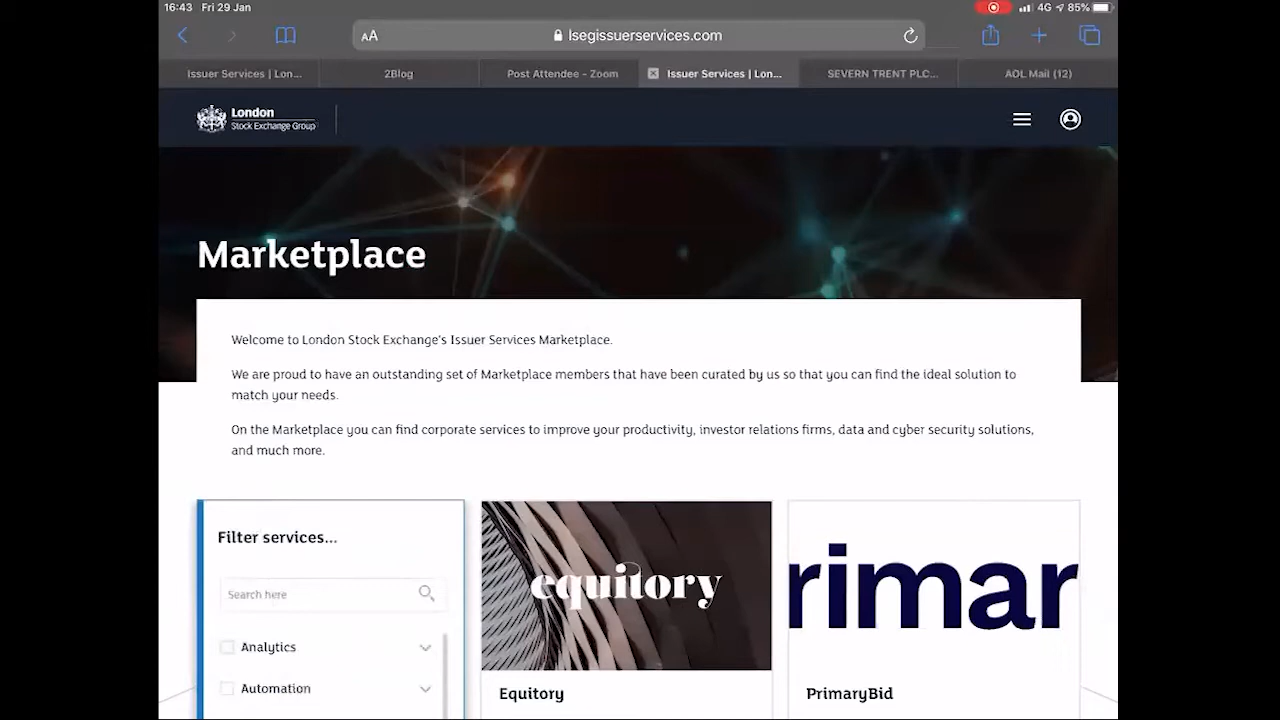 16:43 Fri 29 Jan
4G 85%
AA lsegissuerservices.com
Issuer Services | Lon...
2Blog
Post Attendee - Zoom
Issuer Services | Lon...
SEVERN TRENT PLC...
AOL Mail (12)
London
Stock Exchange Group
Marketplace
Welcome to London Stock Exchange's Issuer Services Marketplace.
We are proud to have an outstanding set of Marketplace members that have been curated by us so that you can find the ideal solution to
match your needs.
On the Marketplace you can find corporate services to improve your productivity, investor relations firms, data and cyber security solutions,
and much more.
Filter services...
Search here
Analytics
Automation
equitory
Equitory
rimar
PrimaryBid